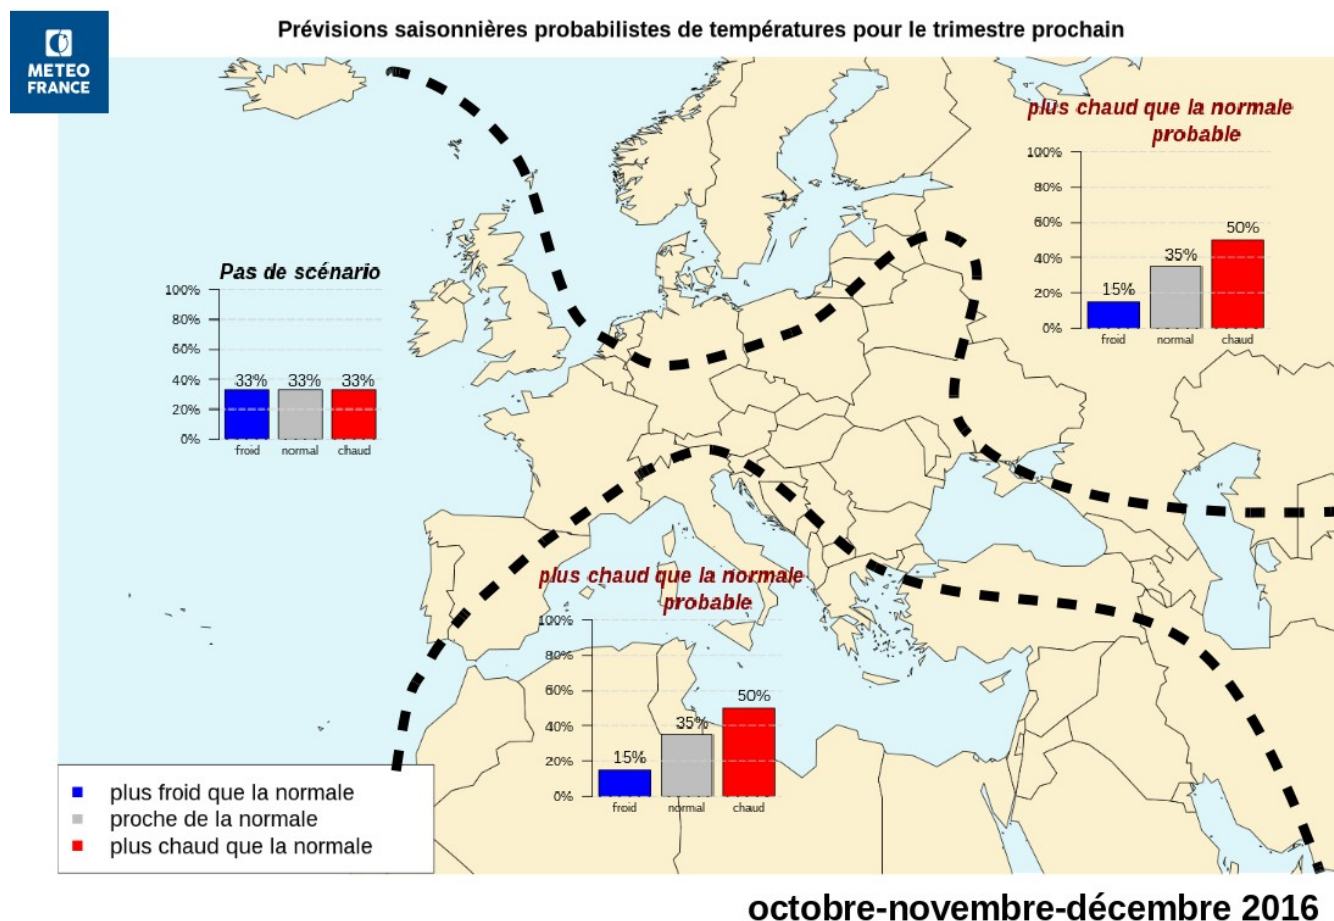 Prévisions saisonnières probabilistes de températures pour le trimestre prochain
METEO
FRANCE
plus chaud que la normale
probable
100%
80%
60%
40%
20%
0%
15%
35%
50%
froid
normal
chaud
Pas de scénario
100%
80%
60%
40%
20%
0%
33%
33%
33%
froid
normal
chaud
plus chaud que la normale
probable
100%
80%
60%
40%
20%
0%
15%
35%
50%
froid
normal
chaud
plus froid que la normale
proche de la normale
plus chaud que la normale
octobre-novembre-décembre 2016